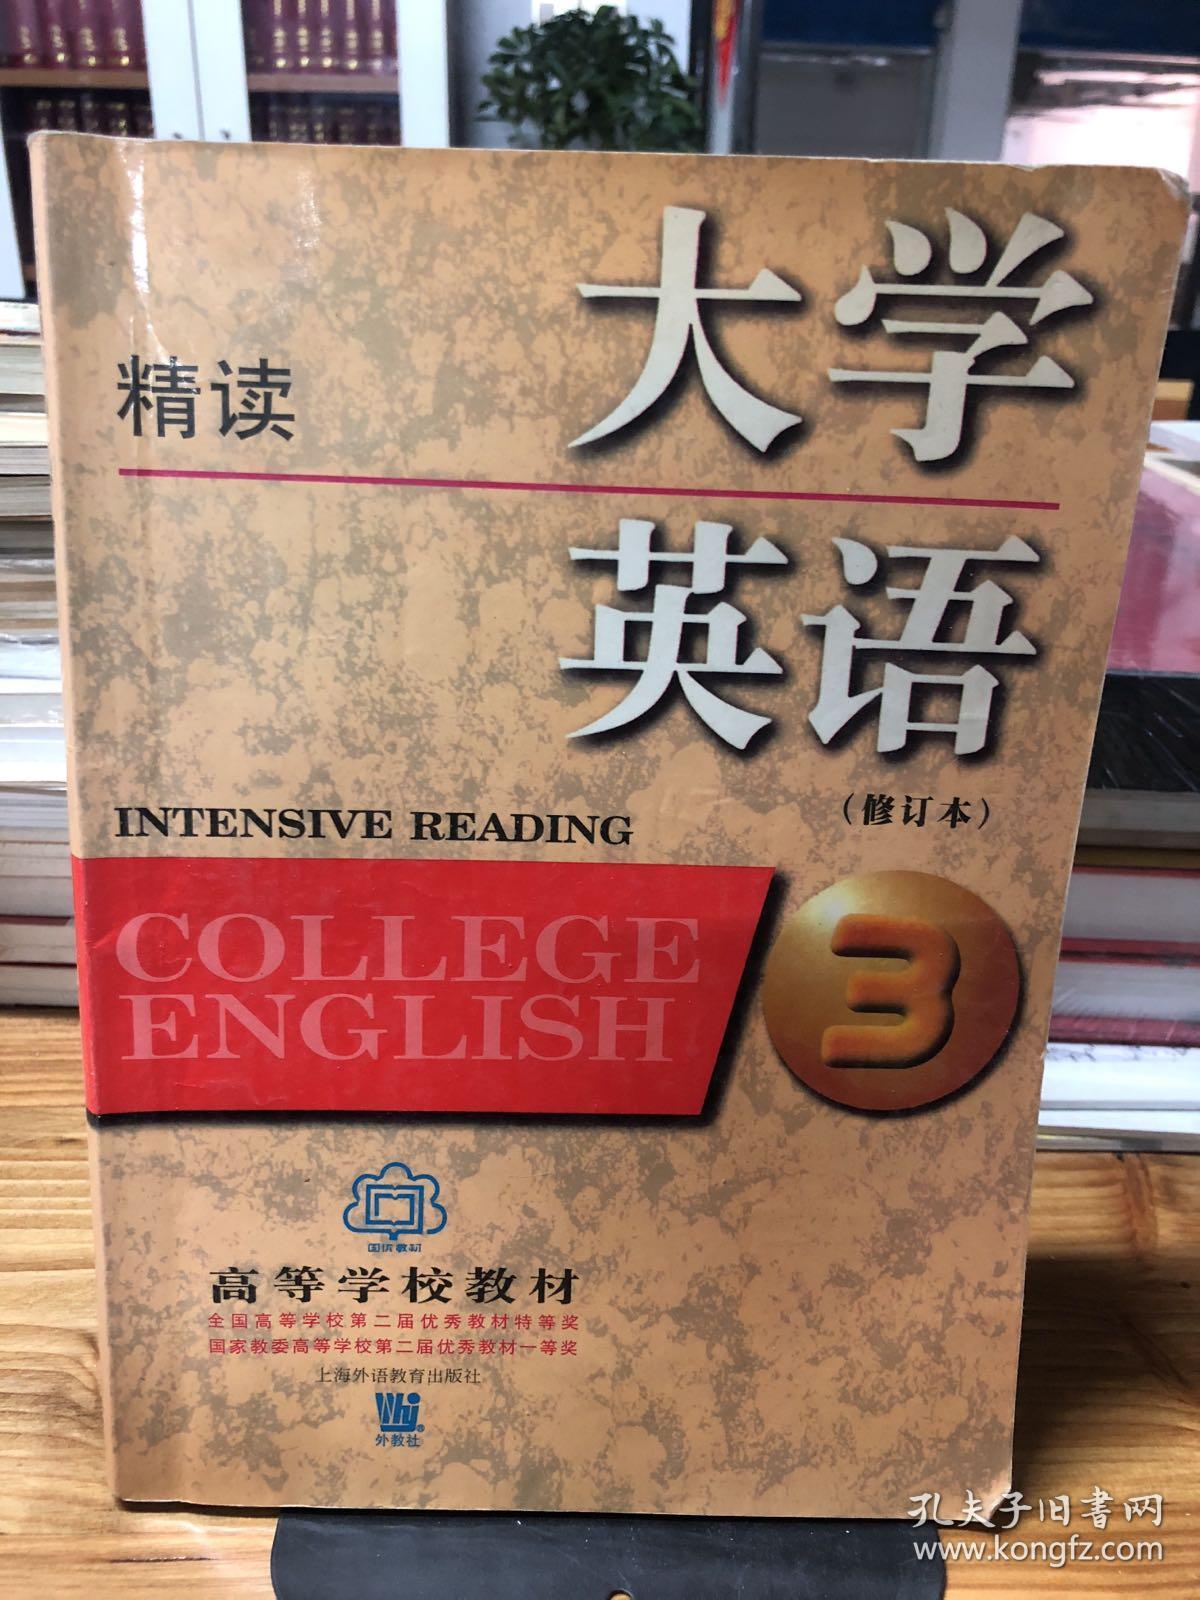 大学
精读
英语
(修订本)
INTENSIVE READING
COLLEGE
ENGLISH
3
国优教材
高等学校教材
全国高等学校第二届优秀教材特等奖
国家教委高等学校第二届优秀教材一等奖
上海外语教育出版社
Whj®
外教社
孔夫子旧书网
www.kongfz.com